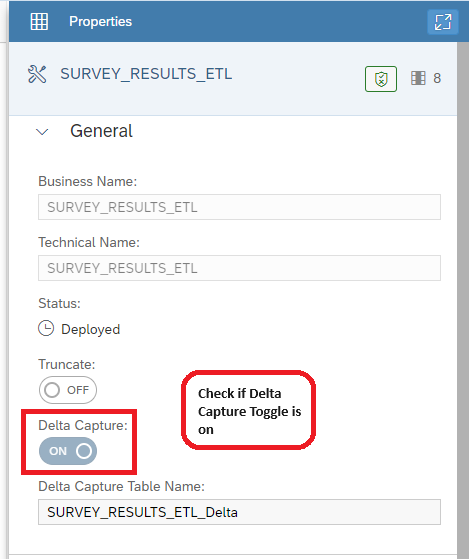 Properties
SURVEY_RESULTS_ETL
8
General
Business Name:
SURVEY_RESULTS_ETL
Technical Name:
SURVEY_RESULTS_ETL
Status:
Deployed
Truncate:
OFF
Check if Delta
Capture Toggle is
on
Delta Capture:
ON
Delta Capture Table Name:
SURVEY_RESULTS_ETL_Delta